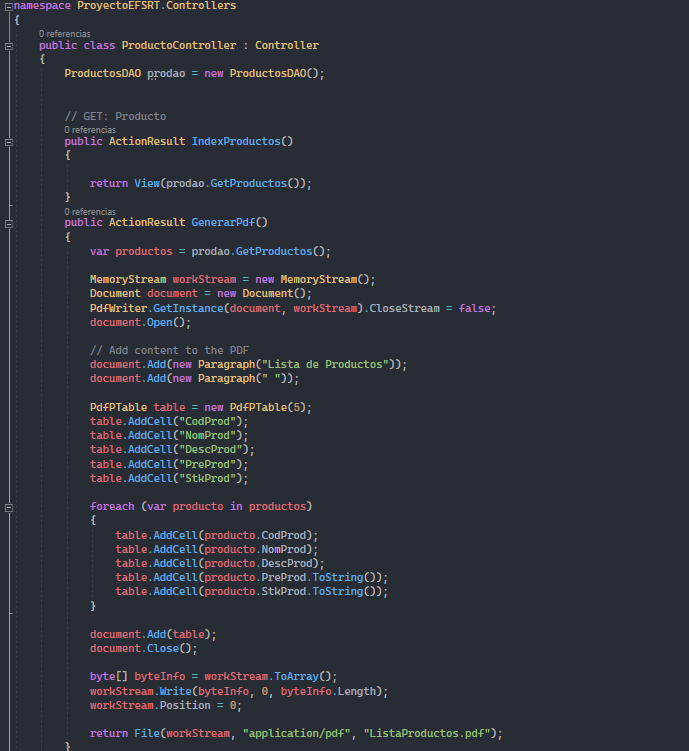 namespace ProyectoEFSRT.Controllers
{
0 referencias
public class ProductoController : Controller
{
ProductosDAO prodao = new ProductosDAO();
// GET: Producto
0 referencias
public ActionResult IndexProductos()
{
return View(prodao.GetProductos());
}
0 referencias
public ActionResult GenerarPdf()
{
var productos = prodao.GetProductos();
MemoryStream workStream = new MemoryStream();
Document document = new Document();
PdfWriter.GetInstance(document, workStream).CloseStream = false;
document.Open();
// Add content to the PDF
document.Add(new Paragraph("Lista de Productos"));
document.Add(new Paragraph(" "));
PdfPTable table = new PdfPTable(5);
table.AddCell("CodProd");
table.AddCell("NomProd");
table.AddCell("DescProd");
table.AddCell("PreProd");
table.AddCell("StkProd");
foreach (var producto in productos)
{
table.AddCell(producto.CodProd);
table.AddCell(producto.NomProd);
table.AddCell(producto.DescProd);
table.AddCell(producto.PreProd.ToString());
table.AddCell(producto.StkProd.ToString());
}
document.Add(table);
document.Close();
byte[] byteInfo = workStream.ToArray();
workStream.Write(byteInfo, 0, byteInfo.Length);
workStream.Position = 0;
return File(workStream, "application/pdf", "ListaProductos.pdf");
}